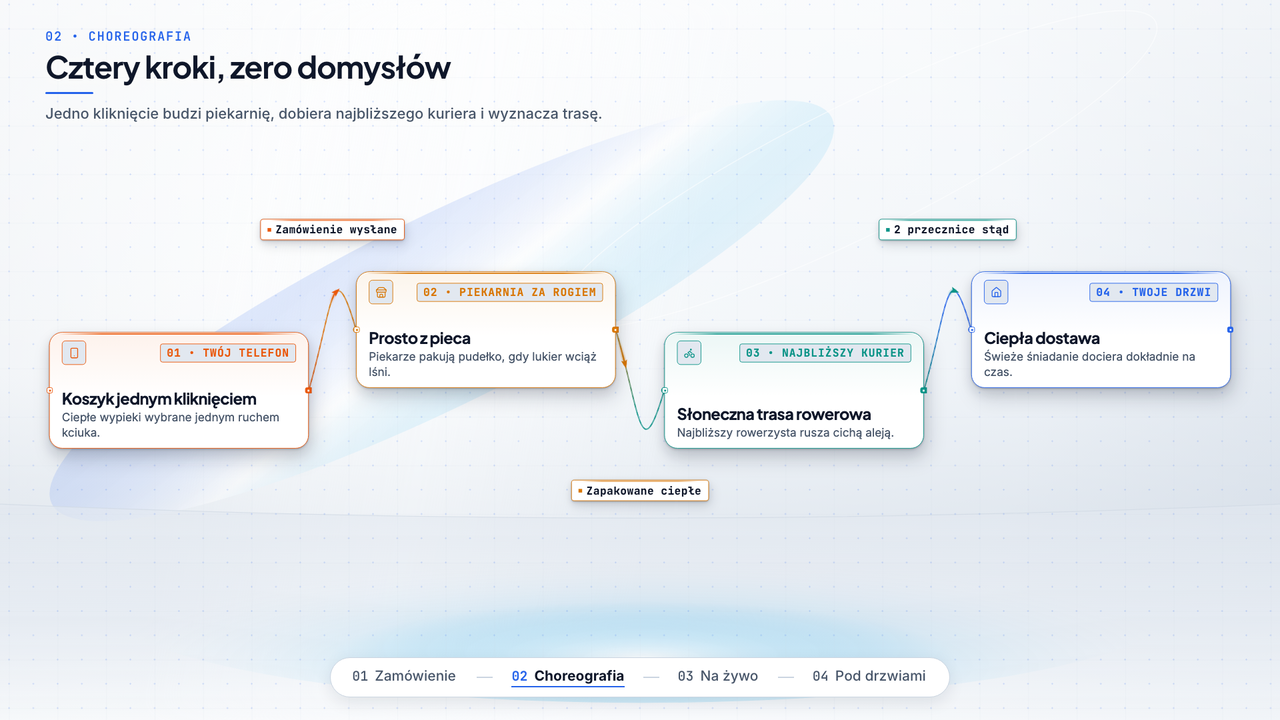 02 • CHOREOGRAFIA
Cztery kroki, zero domysłów
Jedno kliknięcie budzi piekarnię, dobiera najbliższego kuriera i wyznacza trasę.
Zamówienie wysłane
2 przecznice stąd
01 • TWÓJ TELEFON
Koszyk jednym kliknięciem
Ciepłe wypieki wybrane jednym ruchem
kciuka.
02 • PIEKARNIA ZA ROGIEM
Prosto z pieca
Piekarze pakują pudełko, gdy lukier wciąż
lśni.
03 • NAJBLIŻSZY KURIER
Słoneczna trasa rowerowa
Najbliższy rowerzysta rusza cichą aleją.
04 • TWOJE DRZWI
Ciepła dostawa
Świeże śniadanie dociera dokładnie na
czas.
Zapakowane ciepłe
01 Zamówienie — 02 Choreografia — 03 Na żywo — 04 Pod drzwiami